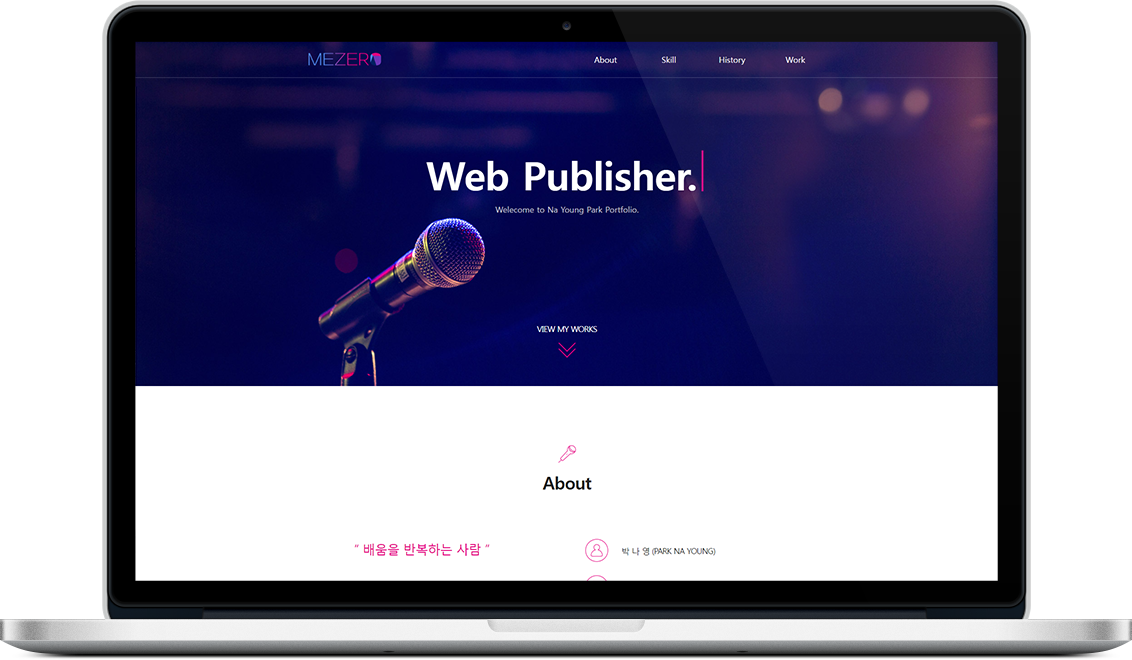 MEZERO
About Skill History Work
Web Publisher.
Welecome to Na Young Park Portfolio.
VIEW MY WORKS
About
“ 배움을 반복하는 사람 ”
박 나 영 (PARK NA YOUNG)